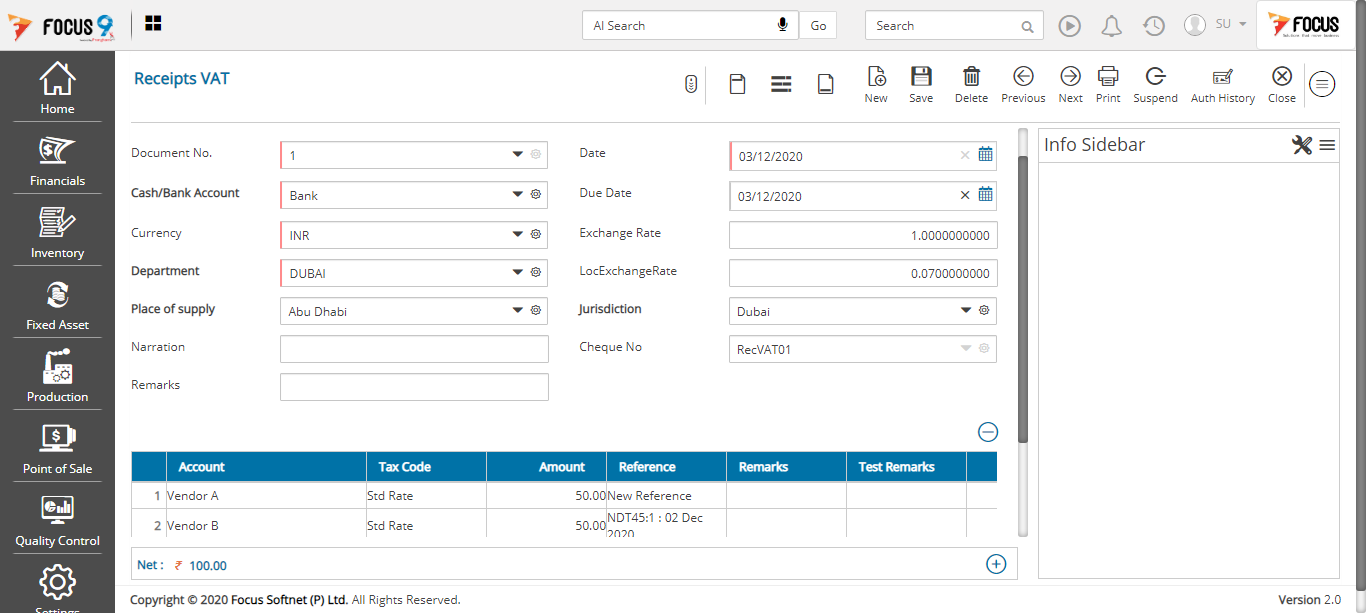 FOCUS 9
AI Search
Go
Search
SU
FOCUS
Home
Financials
Inventory
Fixed Asset
Production
Point of Sale
Quality Control
Settings
Receipts VAT
New Save Delete Previous Next Print Suspend Auth History Close
Document No. 1 Date 03/12/2020
Cash/Bank Account Bank Due Date 03/12/2020
Currency INR Exchange Rate 1.0000000000
Department DUBAI LocExchangeRate 0.0700000000
Place of supply Abu Dhabi Jurisdiction Dubai
Narration Cheque No RecVAT01
Remarks
Account Tax Code Amount Reference Remarks Test Remarks
1 Vendor A Std Rate 50.00 New Reference
2 Vendor B Std Rate 50.00 NDT45:1 : 02 Dec
2020
Net : ₹ 100.00
Info Sidebar
Copyright © 2020 Focus Softnet (P) Ltd. All Rights Reserved.
Version 2.0